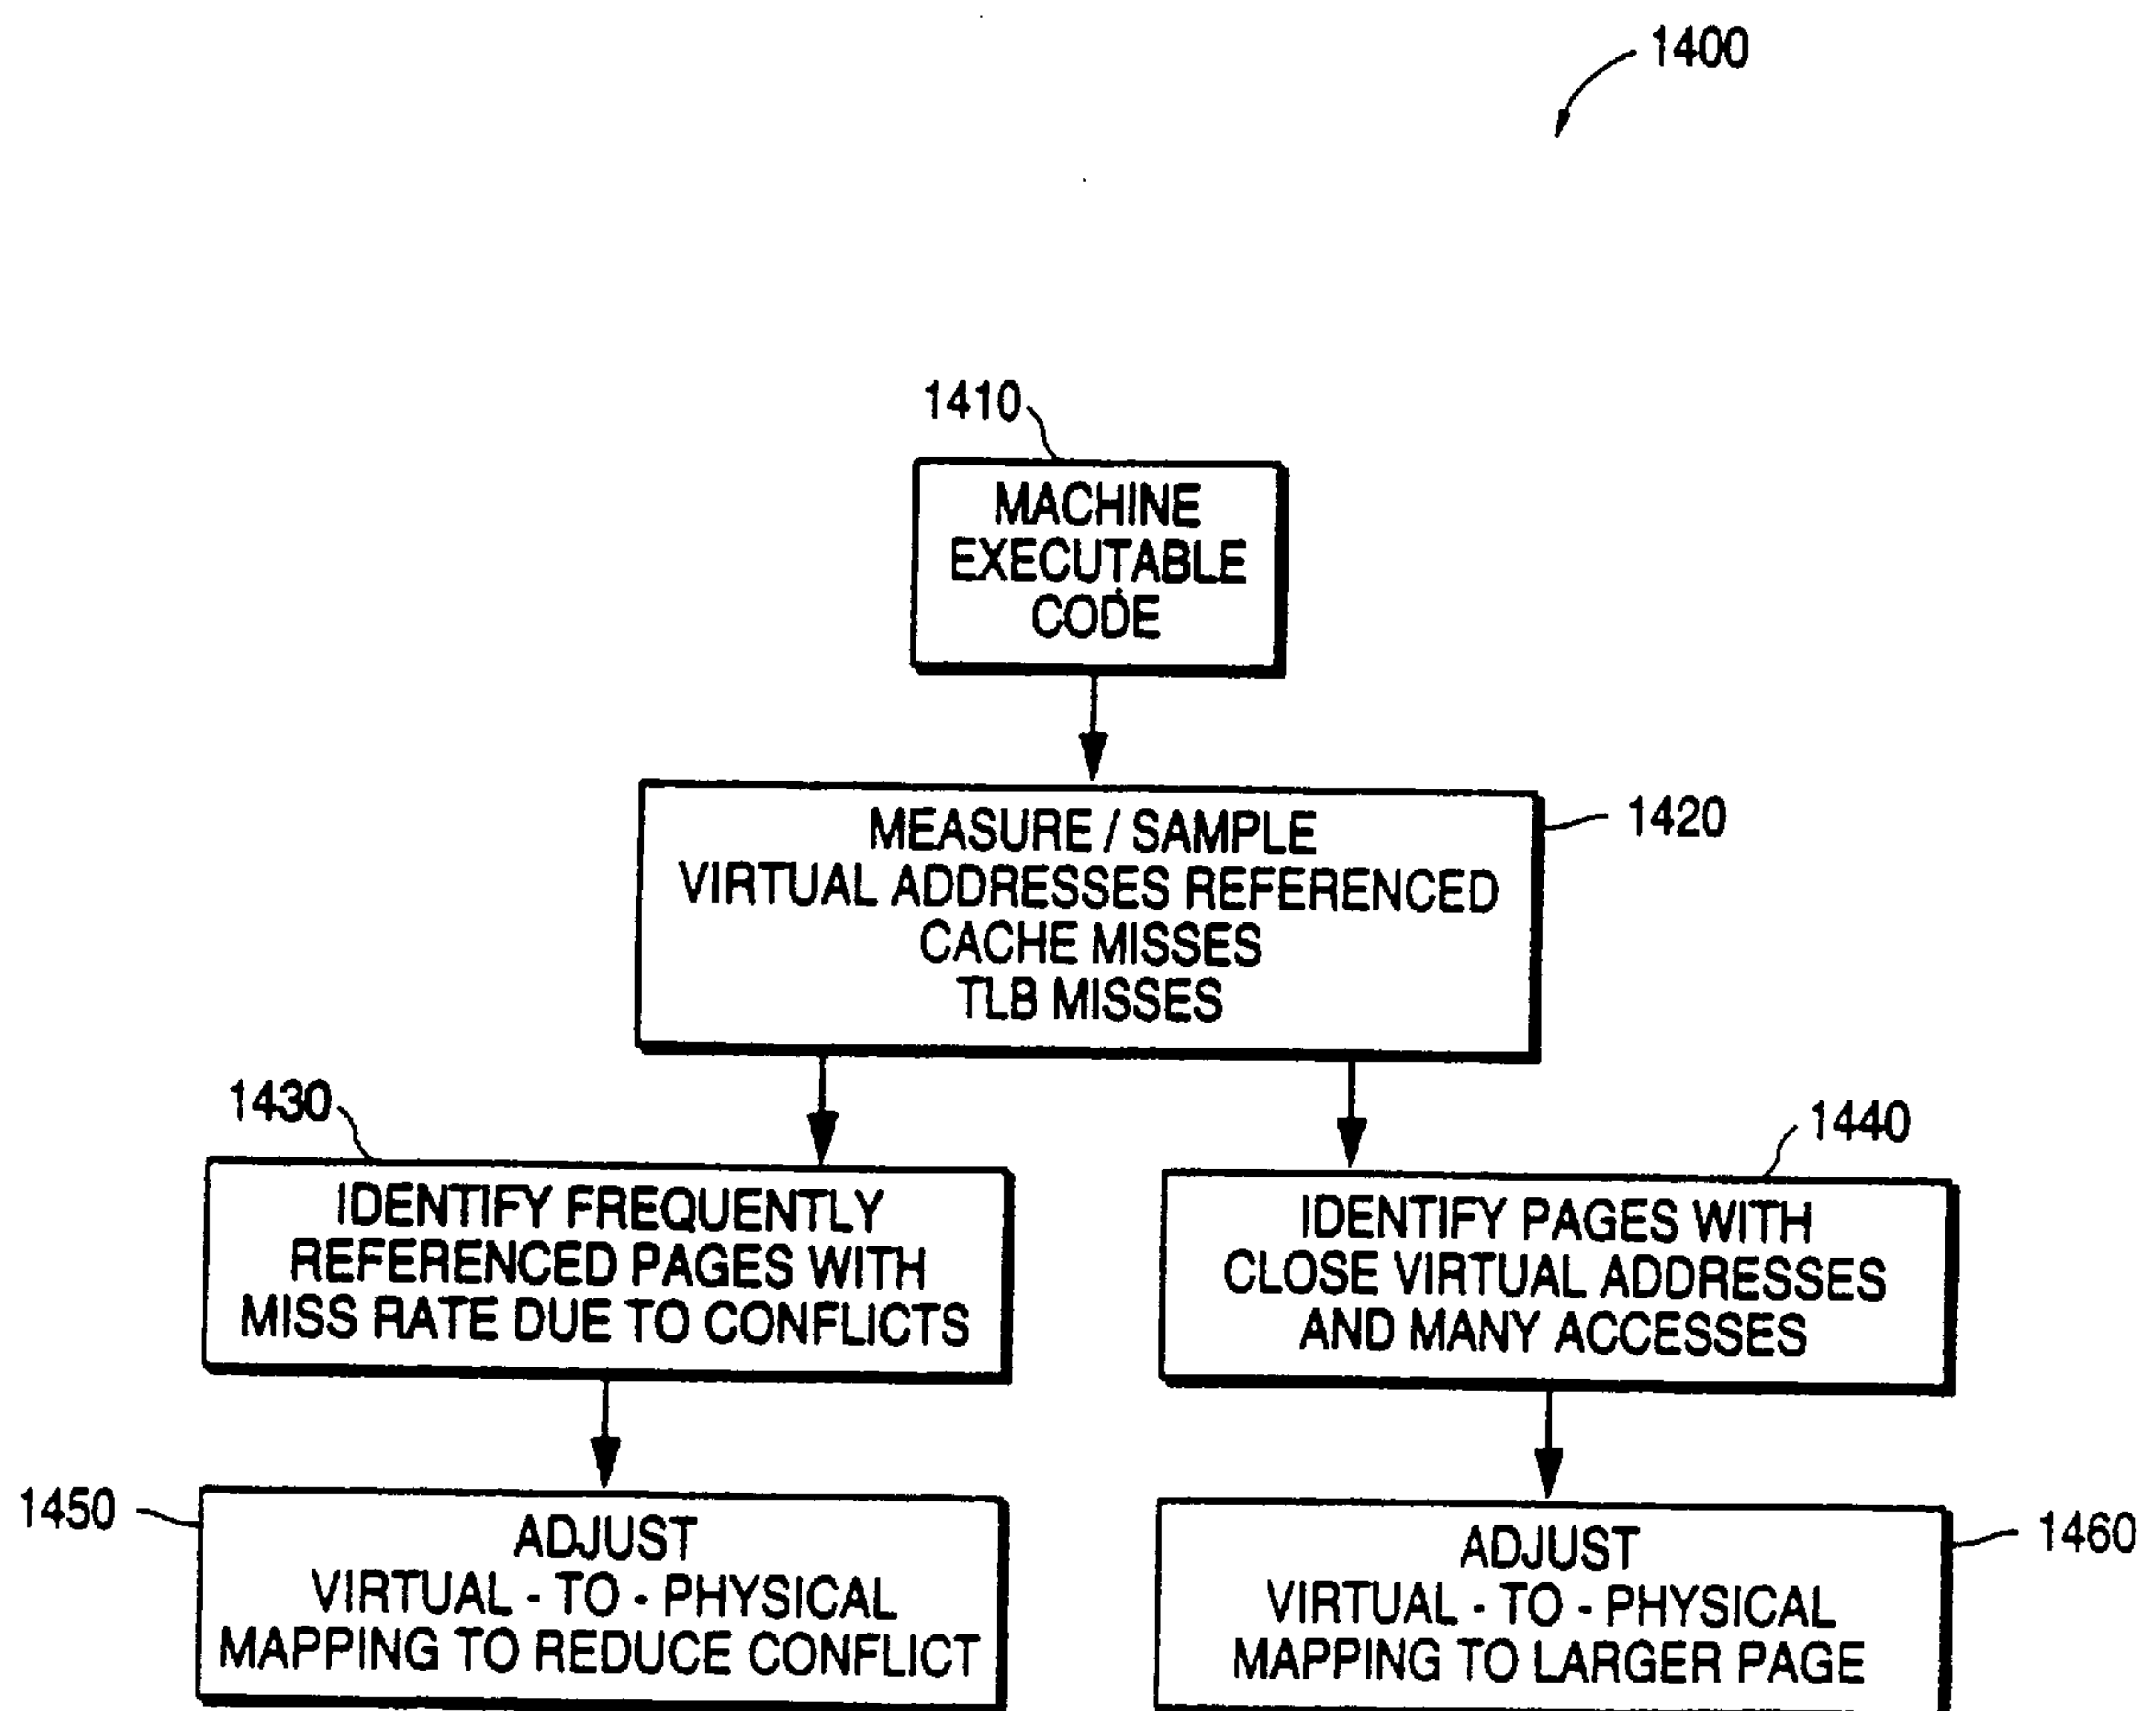 1400
1410
MACHINE
EXECUTABLE
CODE
MEASURE / SAMPLE
VIRTUAL ADDRESSES REFERENCED
CACHE MISSES
TLB MISSES
1420
1430
IDENTIFY FREQUENTLY
REFERENCED PAGES WITH
MISS RATE DUE TO CONFLICTS
1440
IDENTIFY PAGES WITH
CLOSE VIRTUAL ADDRESSES
AND MANY ACCESSES
1450
ADJUST
VIRTUAL - TO - PHYSICAL
MAPPING TO REDUCE CONFLICT
ADJUST
VIRTUAL - TO - PHYSICAL
MAPPING TO LARGER PAGE
1460